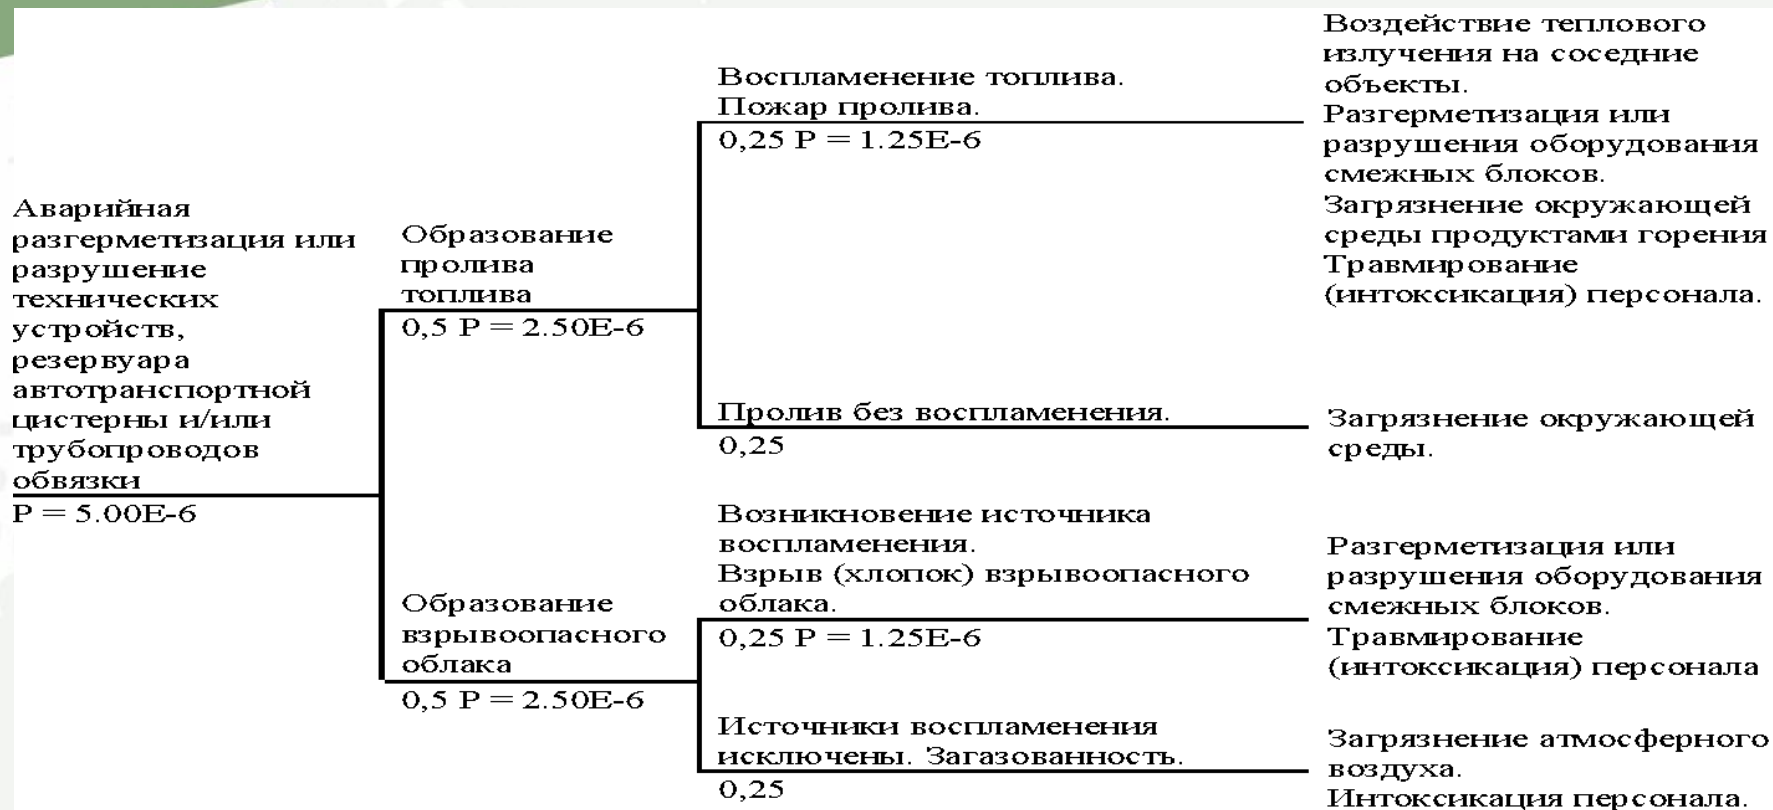 Аварийная
разгерметизация или
разрушение
технических
устройств,
резервуара
автотранспортной
цистерны и/или
трубопроводов
обвязки
P = 5.00E-6
Образование
пролива
топлива
0,5 P = 2.50E-6
Воспламенение топлива.
Пожар пролива.
0,25 P = 1.25E-6
Воздействие теплового
излучения на соседние
объекты.
Разгерметизация или
разрушения оборудования
смежных блоков.
Загрязнение окружающей
среды продуктами горения
Травмирование
(интоксикация) персонала.
Пролив без воспламенения.
0,25
Загрязнение окружающей
среды.
Образование
взрывоопасного
облака
0,5 P = 2.50E-6
Возникновение источника
воспламенения.
Взрыв (хлопок) взрывоопасного
облака.
0,25 P = 1.25E-6
Разгерметизация или
разрушения оборудования
смежных блоков.
Травмирование
(интоксикация) персонала
Источники воспламенения
исключены. Загазованность.
0,25
Загрязнение атмосферного
воздуха.
Интоксикация персонала.